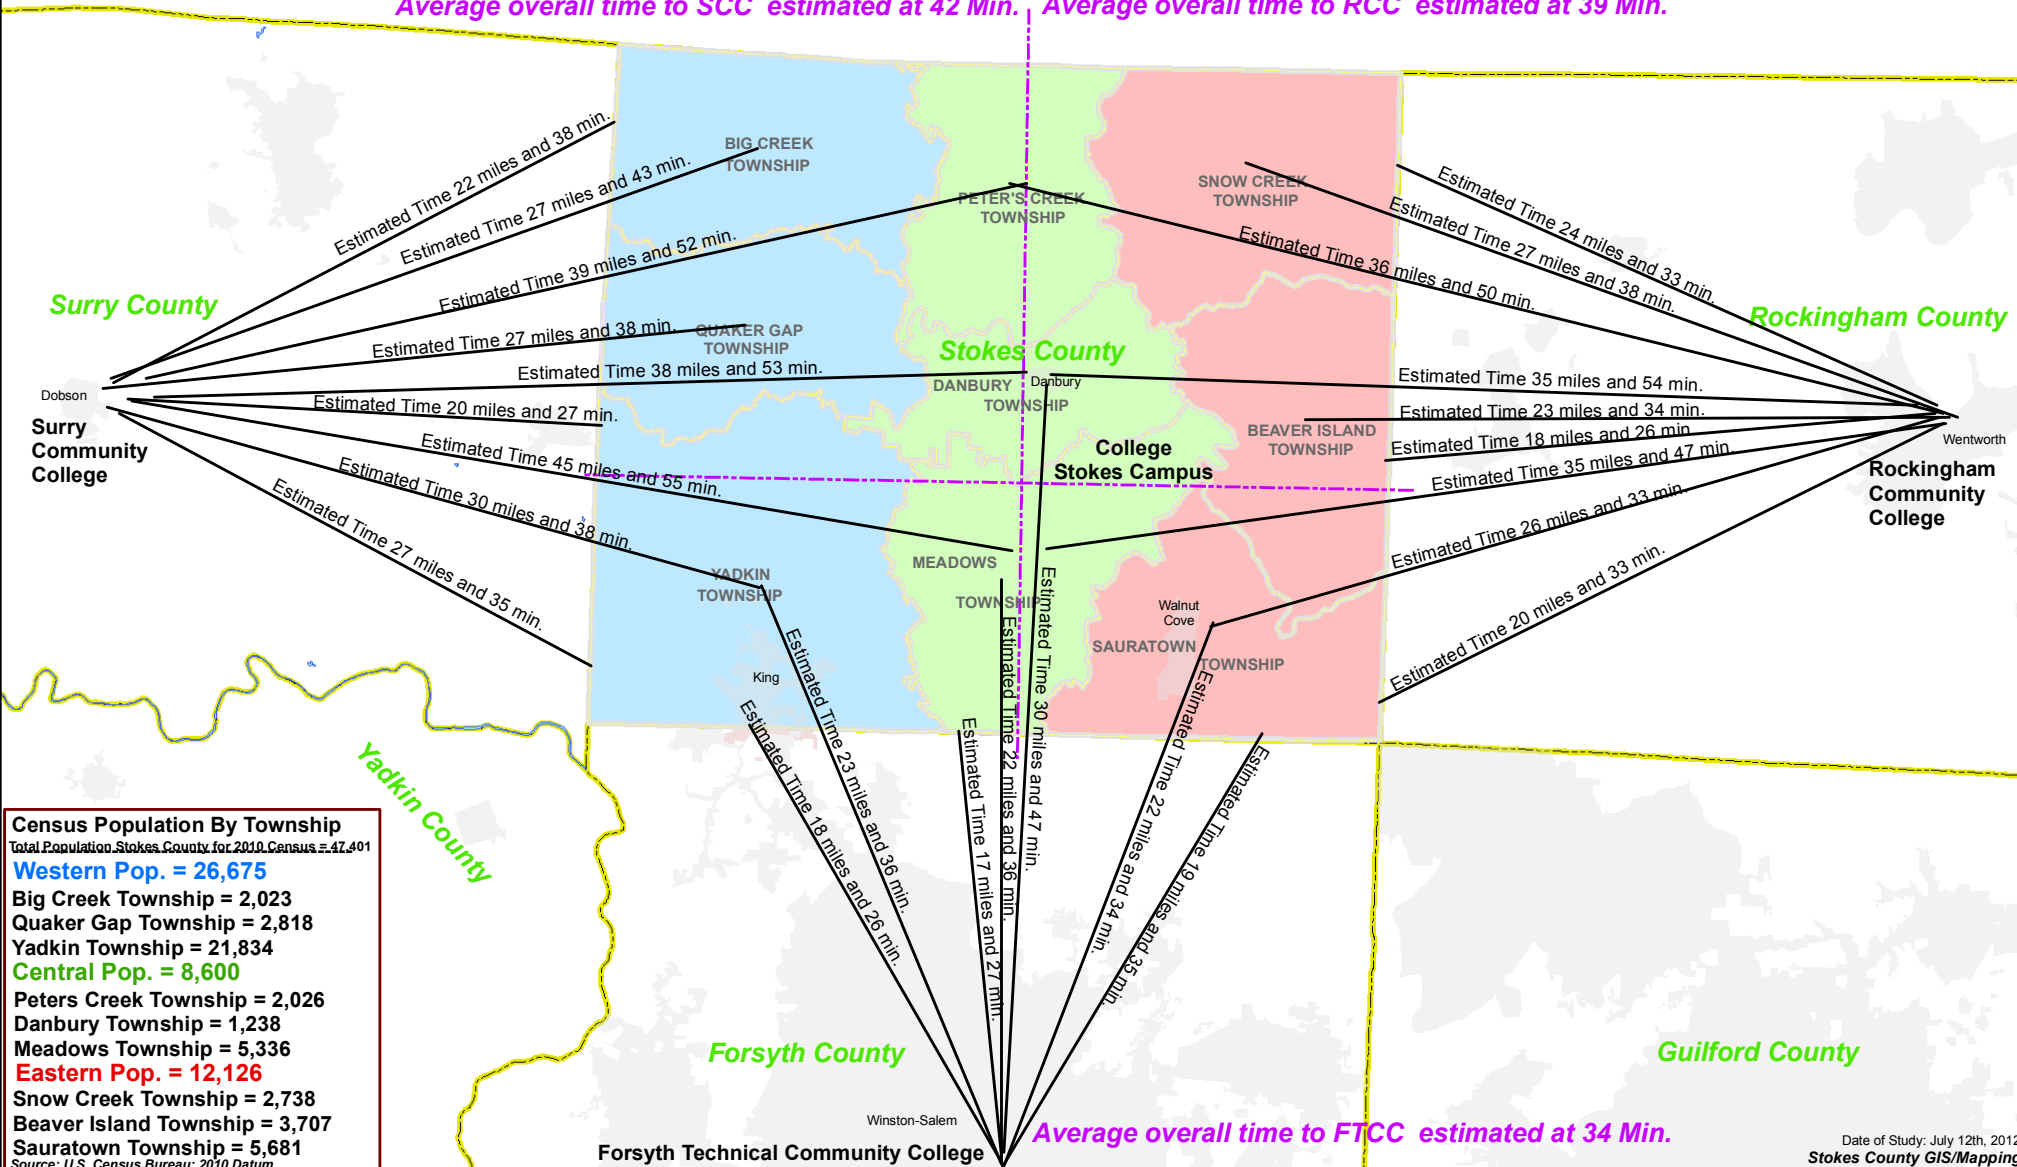 Average overall time to SCC estimated at 42 Min.
Average overall time to RCC estimated at 39 Min.
Estimated Time 22 miles and 38 min.
Estimated Time 27 miles and 43 min.
Estimated Time 39 miles and 52 min.
Estimated Time 27 miles and 38 min.
Estimated Time 38 miles and 53 min.
Estimated Time 20 miles and 27 min.
Estimated Time 45 miles and 55 min.
Estimated Time 30 miles and 38 min.
Estimated Time 27 miles and 35 min.
Surry County
Dobson
Surry
Community
College
BIG CREEK
TOWNSHIP
QUAKER GAP
TOWNSHIP
YADKIN
TOWNSHIP
King
PETER'S CREEK
TOWNSHIP
Stokes County
DANBURY
TOWNSHIP
Danbury
College
Stokes Campus
MEADOWS
TOWNSHIP
SNOW CREEK
TOWNSHIP
BEAVER ISLAND
TOWNSHIP
Walnut
Cove
SAURATOWN
TOWNSHIP
Estimated Time 24 miles and 33 min.
Estimated Time 27 miles and 38 min.
Estimated Time 36 miles and 50 min.
Rockingham County
Estimated Time 35 miles and 54 min.
Estimated Time 23 miles and 34 min.
Estimated Time 18 miles and 26 min.
Estimated Time 35 miles and 47 min.
Estimated Time 26 miles and 33 min.
Estimated Time 20 miles and 33 min.
Wentworth
Rockingham
Community
College
Estimated Time 18 miles and 26 min.
Estimated Time 23 miles and 36 min.
Estimated Time 17 miles and 27 min.
Estimated Time 22 miles and 36 min.
Estimated Time 30 miles and 47 min.
Estimated Time 22 miles and 34 min.
Estimated Time 19 miles and 35 min.
Yadkin County
Forsyth County
Guilford County
Winston-Salem
Forsyth Technical Community College
Average overall time to FTCC estimated at 34 Min.
Census Population By Township
Total Population Stokes County for 2010 Census = 47,401
Western Pop. = 26,675
Big Creek Township = 2,023
Quaker Gap Township = 2,818
Yadkin Township = 21,834
Central Pop. = 8,600
Peters Creek Township = 2,026
Danbury Township = 1,238
Meadows Township = 5,336
Eastern Pop. = 12,126
Snow Creek Township = 2,738
Beaver Island Township = 3,707
Sauratown Township = 5,681
Source: U.S. Census Bureau: 2010 Datum
Date of Study: July 12th, 2012
Stokes County GIS/Mapping